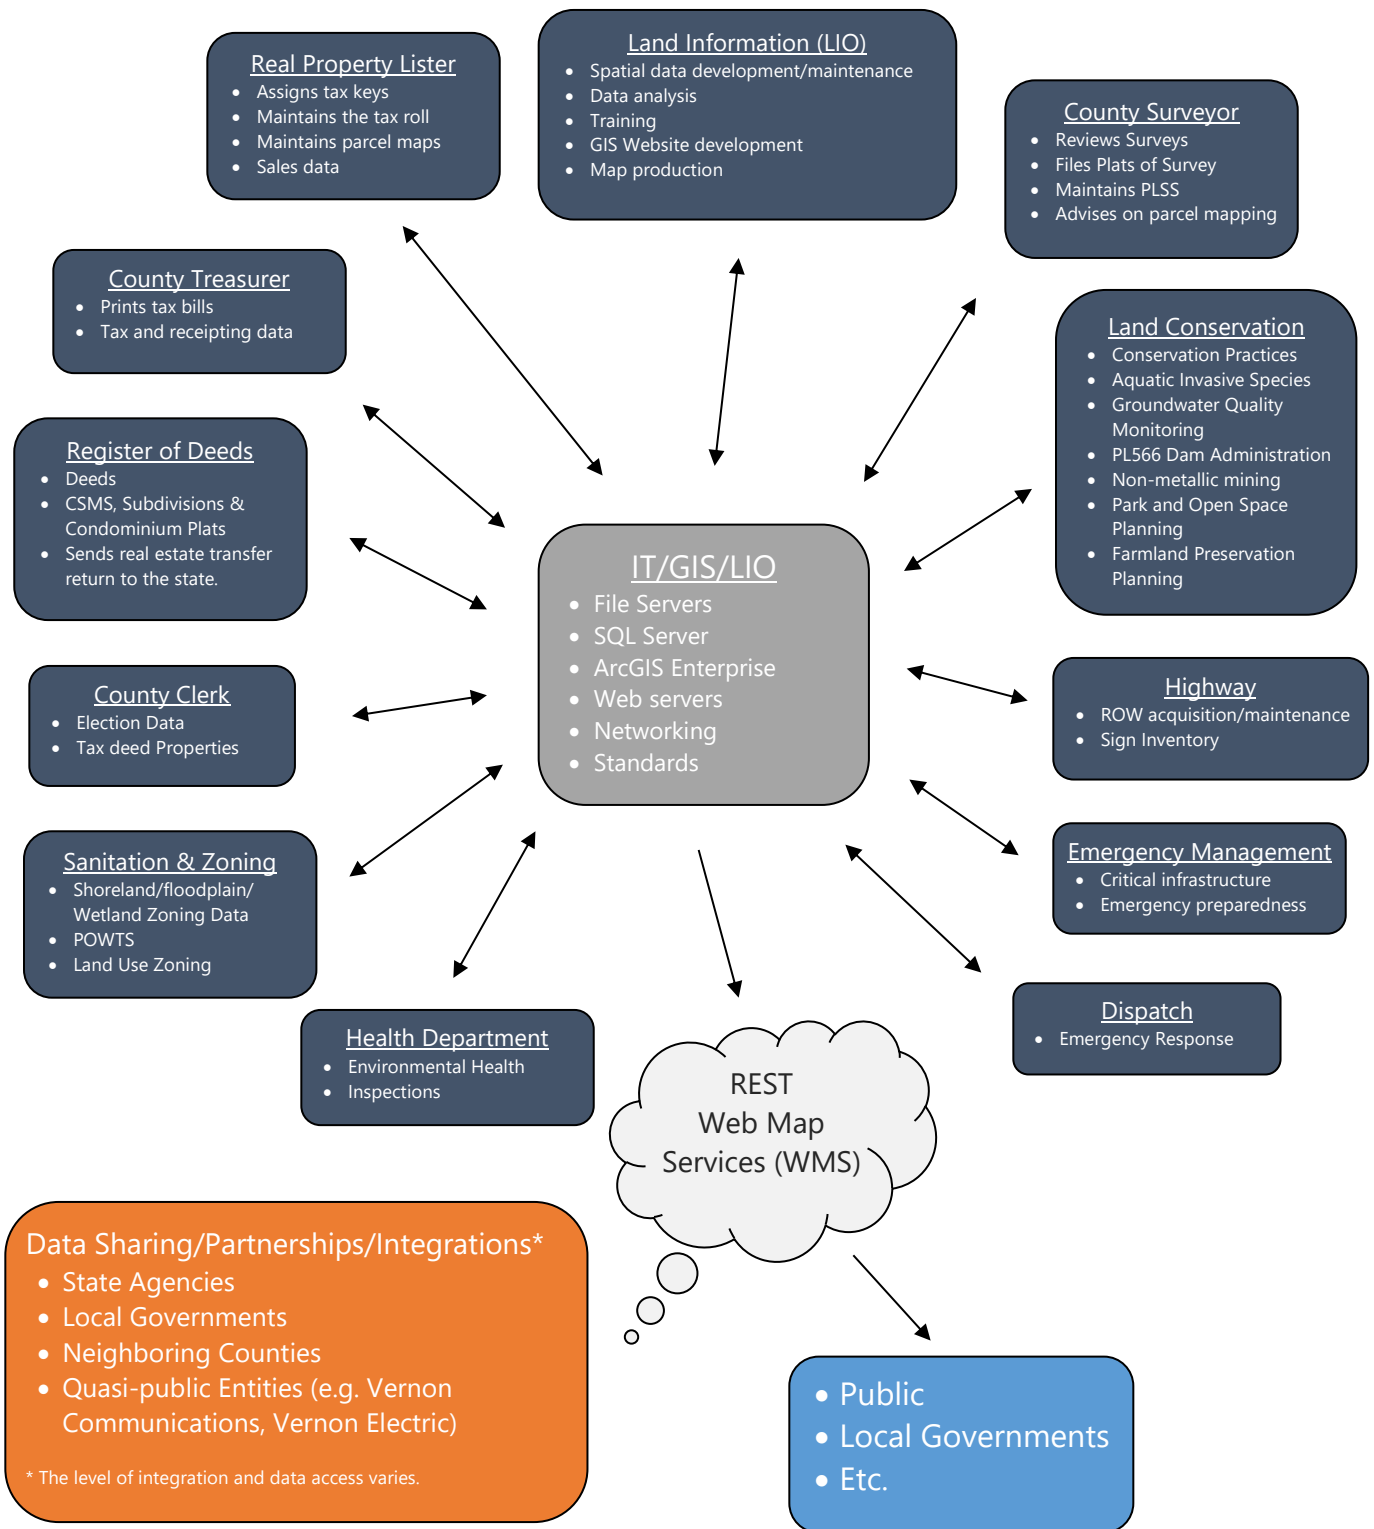 Real Property Lister
• Assigns tax keys
• Maintains the tax roll
• Maintains parcel maps
• Sales data
Land Information (LIO)
• Spatial data development/maintenance
• Data analysis
• Training
• GIS Website development
• Map production
County Surveyor
• Reviews Surveys
• Files Plats of Survey
• Maintains PLSS
• Advises on parcel mapping
County Treasurer
• Prints tax bills
• Tax and receipting data
Land Conservation
• Conservation Practices
• Aquatic Invasive Species
• Groundwater Quality
Monitoring
• PL566 Dam Administration
• Non-metallic mining
• Park and Open Space
Planning
• Farmland Preservation
Planning
Register of Deeds
• Deeds
• CSMS, Subdivisions &
Condominium Plats
• Sends real estate transfer
return to the state.
IT/GIS/LIO
• File Servers
• SQL Server
• ArcGIS Enterprise
• Web servers
• Networking
• Standards
County Clerk
• Election Data
• Tax deed Properties
Highway
• ROW acquisition/maintenance
• Sign Inventory
Sanitation & Zoning
• Shoreland/floodplain/
Wetland Zoning Data
• POWTS
• Land Use Zoning
Emergency Management
• Critical infrastructure
• Emergency preparedness
Health Department
• Environmental Health
• Inspections
Dispatch
• Emergency Response
REST
Web Map
Services (WMS)
Data Sharing/Partnerships/Integrations*
• State Agencies
• Local Governments
• Neighboring Counties
• Quasi-public Entities (e.g. Vernon
Communications, Vernon Electric)
* The level of integration and data access varies.
• Public
• Local Governments
• Etc.